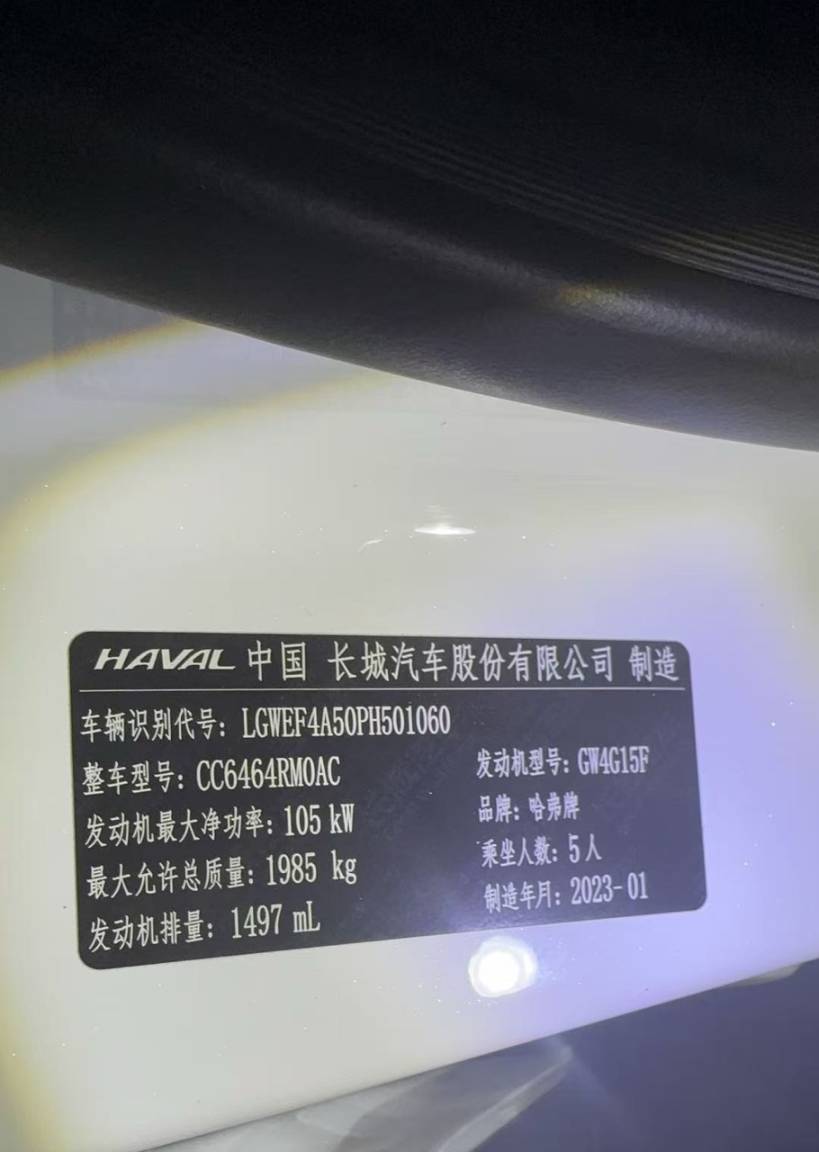 HAVAL 中国 长城汽车股份有限公司 制造
车辆识别代号：LGWEF4A50PH501060
整车型号：CC6464RM0AC
发动机型号：GW4G15F
发动机最大净功率：105 kW
品牌：哈弗牌
最大允许总质量：1985 kg
乘坐人数：5人
发动机排量：1497 mL
制造年月：2023-01